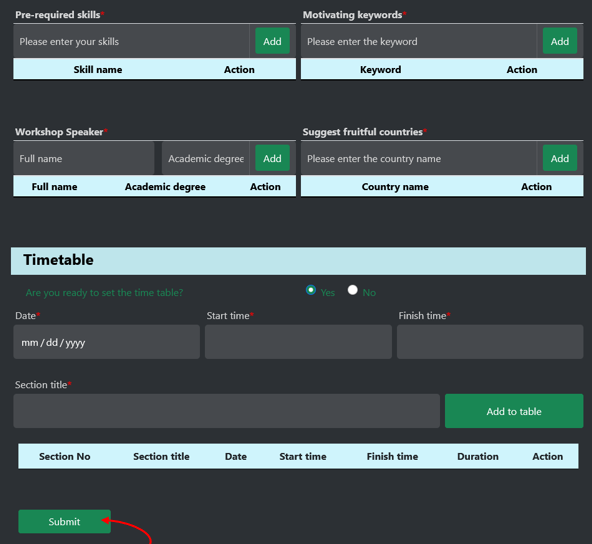 Pre-required skills* Motivating keywords*
Please enter your skills Add Please enter the keyword Add
Skill name Action Keyword Action
Workshop Speaker* Suggest fruitful countries*
Full name Academic degree Add Please enter the country name Add
Full name Academic degree Action Country name Action
Timetable
Are you ready to set the time table? Yes No
Date* Start time* Finish time*
mm/dd/yyyy
Section title*
Add to table
Section No Section title Date Start time Finish time Duration Action
Submit